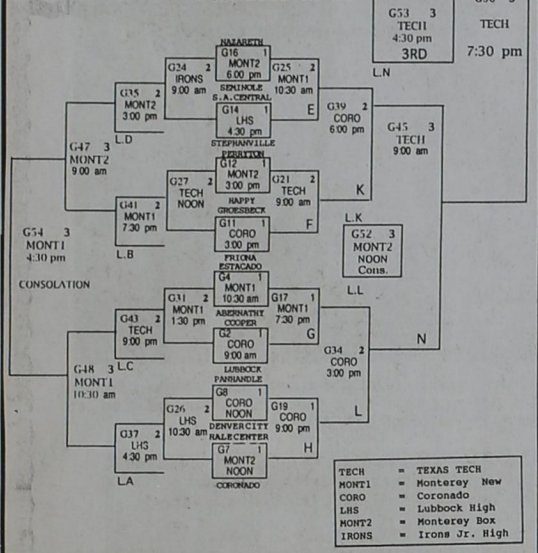 G53 3
TECH
4:30 pm
3RD
L.N
TECH
7:30 pm
NAZARETH
G16 1
MONT2
6:00 pm
SEMINOLE
G24 2
IRONS
9:00 am
G25 2
MONT1
10:30 am
E
S.A.CENTRAL
G14 1
LHS
4:30 pm
STEPHANVILLE
G35 2
MONT2
3:00 pm
L.D
G39 2
CORO
6:00 pm
G47 3
MONT2
9:00 am
G45 3
TECH
9:00 am
PERRYTON
G12 1
MONT2
3:00 pm
HAPPY
G27 2
TECH
NOON
G21 2
TECH
9:00 am
K
F
GROESBECK
G11 1
CORO
3:00 pm
FRIONA
G41 2
MONT1
7:30 pm
L.B
L.K
G52 3
MONT2
NOON
Cons.
L.L
G54 3
MONT1
4:30 pm
CONSOLATION
ESTACADO
G4 1
MONT1
10:30 am
ABERNATHY
G31 2
MONT1
1:30 pm
G17 1
MONT1
7:30 pm
G
COOPER
G2 1
CORO
9:00 am
LUBBOCK
G43 2
TECH
9:00 pm
L.C
G34 2
CORO
3:00 pm
N
G48 3
MONT1
10:30 am
PANHANDLE
G8 1
CORO
NOON
DENVER CITY
G26 2
LHS
10:30 am
G19 1
CORO
9:00 pm
L
H
HALECENTER
G7 1
MONT2
NOON
CORONADO
G37 2
LHS
4:30 pm
L.A
TECH = TEXAS TECH
MONT1 = Monterey New
CORO = Coronado
LHS = Lubbock High
MONT2 = Monterey Box
IRONS = Irons Jr. High